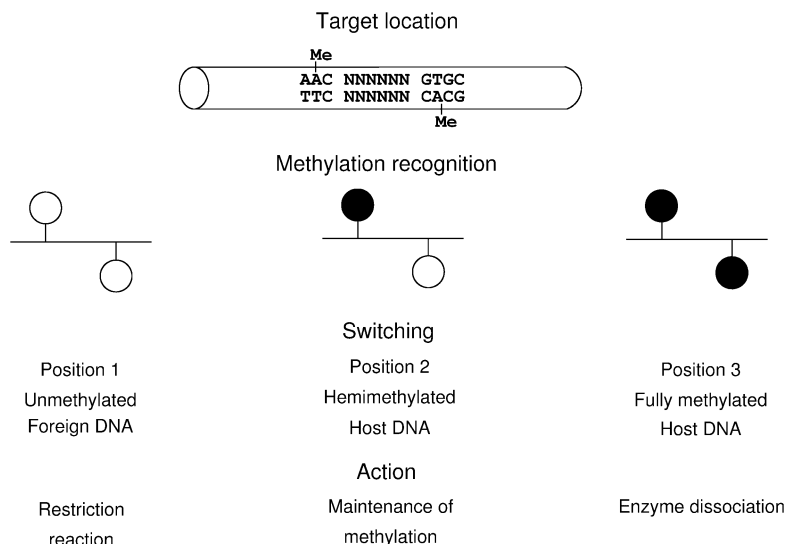 Target location
Me
AAC NNNNNN GTGC
TTC NNNNNN CACG
Me
Methylation recognition
Switching
Position 1
Unmethylated
Foreign DNA
Position 2
Hemimethylated
Host DNA
Position 3
Fully methylated
Host DNA
Action
Restriction
reaction
Maintenance of
methylation
Enzyme dissociation